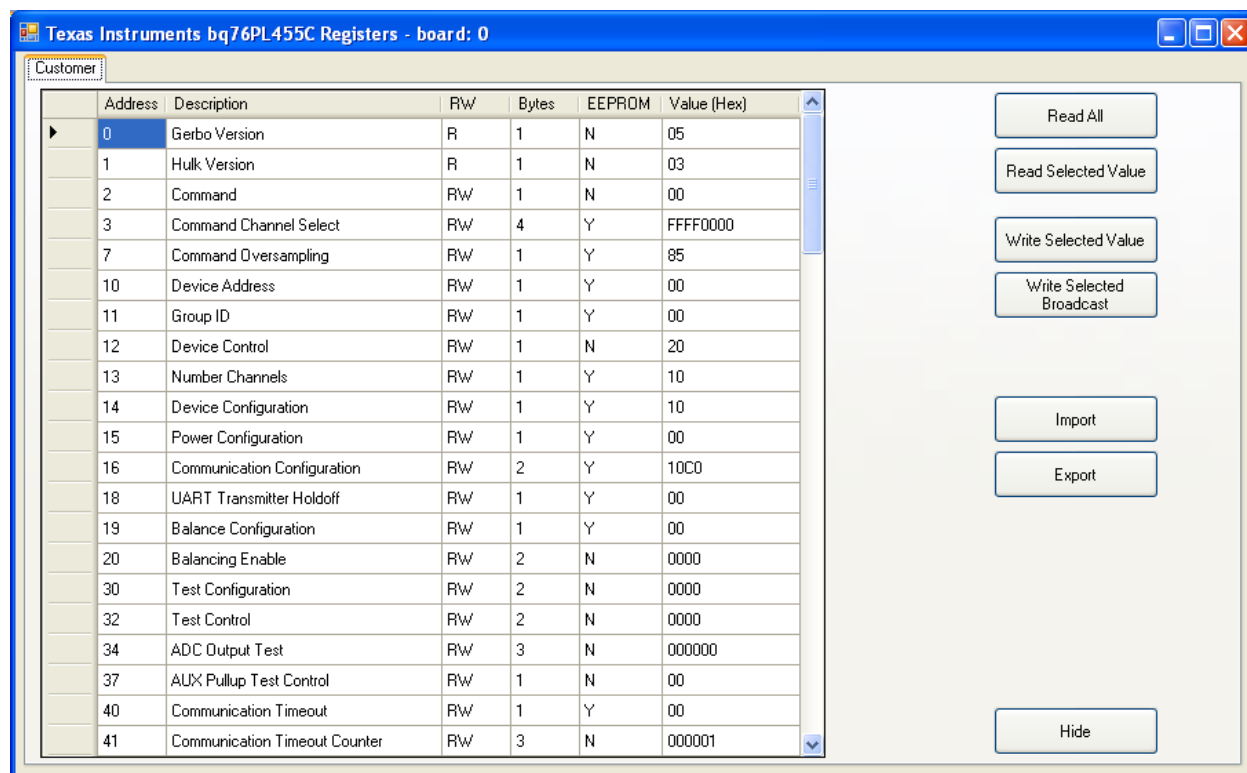 Texas Instruments bq76PL455C Registers - board: 0
Customer
Address Description RW Bytes EEPROM Value (Hex)
0 Gerbo Version R 1 N 05
1 Hulk Version R 1 N 03
2 Command RW 1 N 00
3 Command Channel Select RW 4 Y FFFF0000
7 Command Oversampling RW 1 Y 85
10 Device Address RW 1 Y 00
11 Group ID RW 1 Y 00
12 Device Control RW 1 N 20
13 Number Channels RW 1 Y 10
14 Device Configuration RW 1 Y 10
15 Power Configuration RW 1 Y 00
16 Communication Configuration RW 2 Y 10C0
18 UART Transmitter Holdoff RW 1 Y 00
19 Balance Configuration RW 1 Y 00
20 Balancing Enable RW 2 N 0000
30 Test Configuration RW 2 N 0000
32 Test Control RW 2 N 0000
34 ADC Output Test RW 3 N 000000
37 AUX Pullup Test Control RW 1 N 00
40 Communication Timeout RW 1 Y 00
41 Communication Timeout Counter RW 3 N 000001
Read All
Read Selected Value
Write Selected Value
Write Selected
Broadcast
Import
Export
Hide